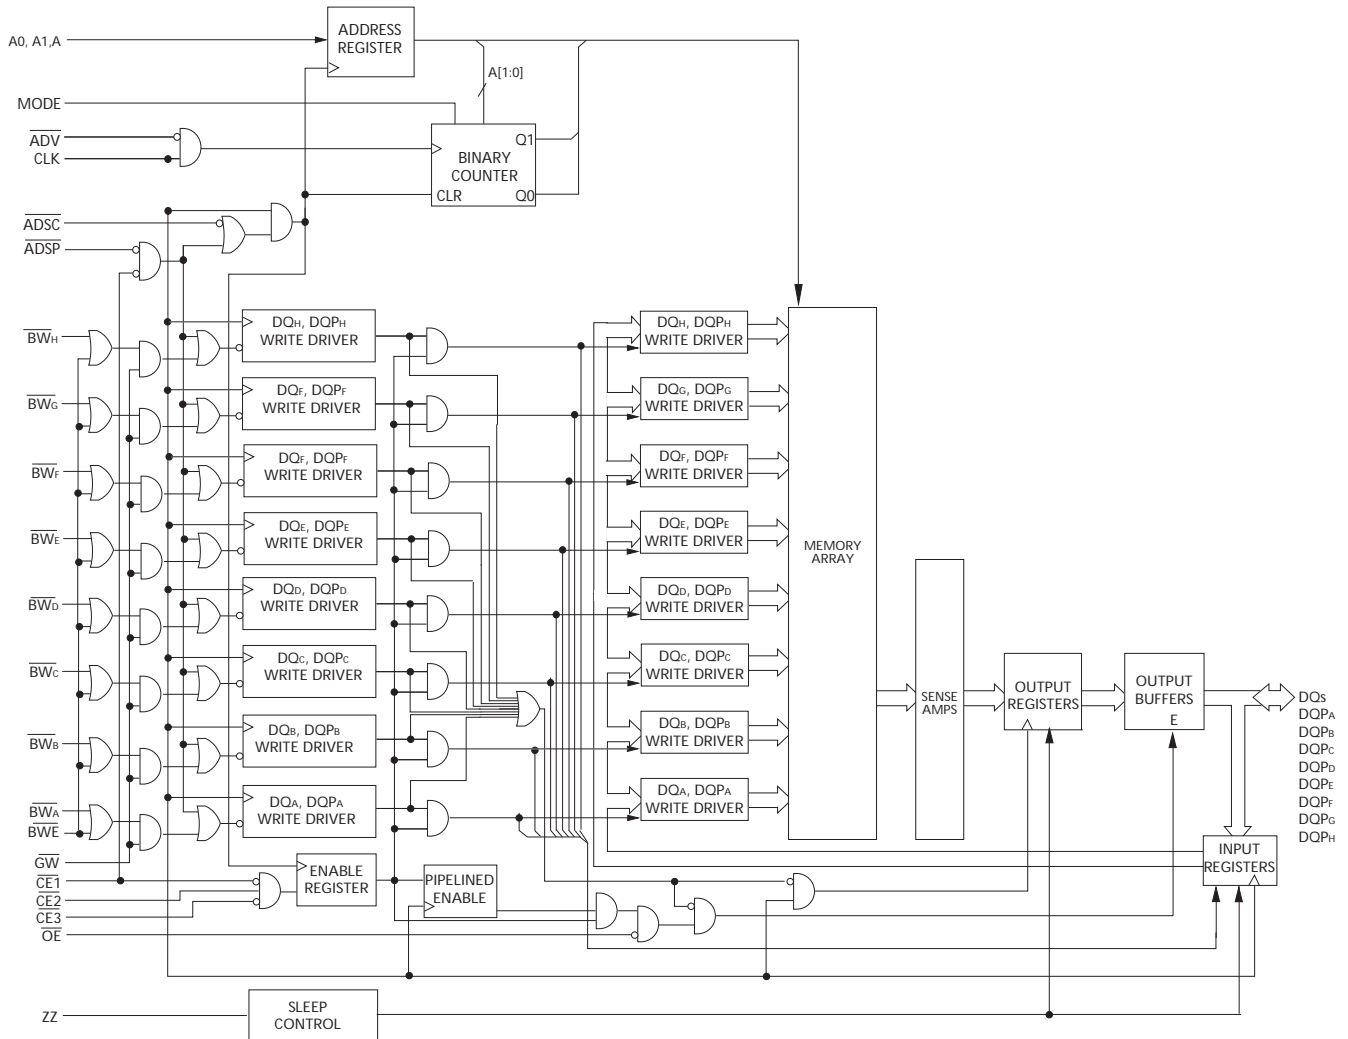 A0, A1,A
ADDRESS
REGISTER
A[1:0]
MODE
ADV
CLK
BINARY
COUNTER
Q1
CLR
Q0
ADSC
ADSP
BWH
DQH, DQPH
WRITE DRIVER
DQH, DQPH
WRITE DRIVER
BWG
DQF, DQPF
WRITE DRIVER
DQG, DQPG
WRITE DRIVER
BWF
DQF, DQPF
WRITE DRIVER
DQF, DQPF
WRITE DRIVER
BWE
DQE, DQPE
WRITE DRIVER
DQE, DQPE
WRITE DRIVER
MEMORY
ARRAY
BWD
DQD, DQPD
WRITE DRIVER
DQD, DQPD
WRITE DRIVER
BWC
DQC, DQPC
WRITE DRIVER
DQC, DQPC
WRITE DRIVER
SENSE
AMPS
OUTPUT
REGISTERS
OUTPUT
BUFFERS
E
BWB
DQB, DQPB
WRITE DRIVER
DQB, DQPB
WRITE DRIVER
DQs
DQPA
DQPB
DQPC
DQPD
DQPE
DQPF
DQPG
DQPH
BWA
BWE
DQA, DQPA
WRITE DRIVER
DQA, DQPA
WRITE DRIVER
INPUT
REGISTERS
GW
CE1
CE2
CE3
OE
ENABLE
REGISTER
PIPELINED
ENABLE
ZZ
SLEEP
CONTROL